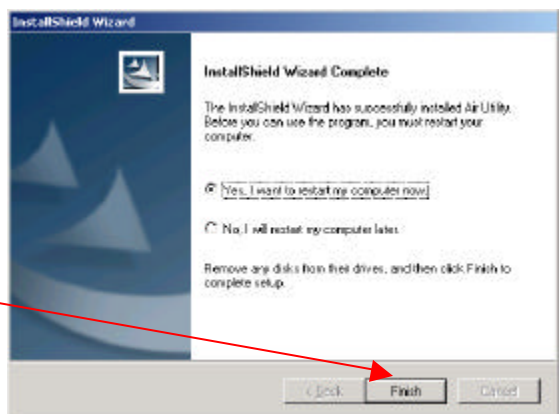 InstallShield Wizard
InstallShield Wizard Complete
The InstallShield Wizard has successfully installed Air Utility.
Before you can use the program, you must restart your
computer.
Yes, I want to restart my computer now.
No, I will restart my computer later.
Remove any disks from their drives, and then click Finish to
complete setup.
< Back
Finish
Cancel